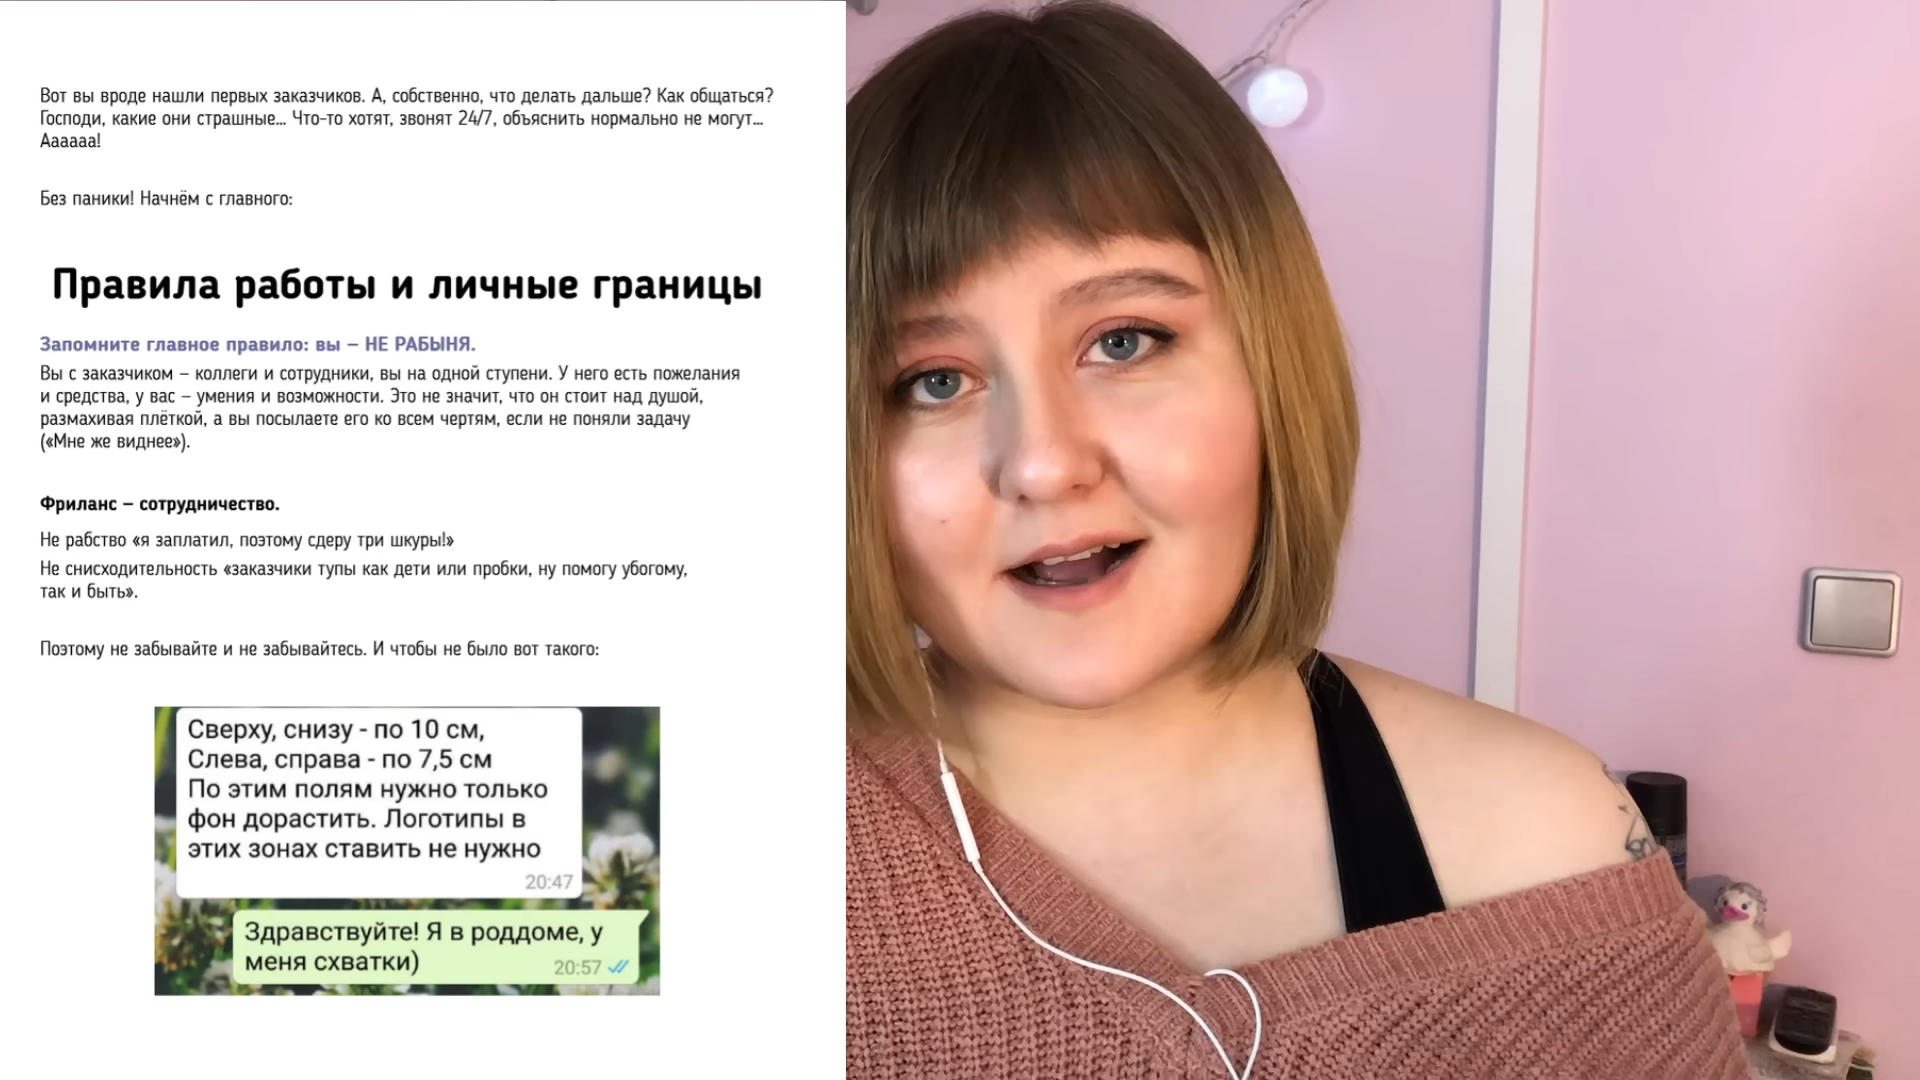 Вот вы вроде нашли первых заказчиков. А, собственно, что делать дальше? Как общаться?
Господи, какие они страшные... Что-то хотят, звонят 24/7, объяснить нормально не могут...
Аааааа!
Без паники! Начнём с главного:
Правила работы и личные границы
Запомните главное правило: вы – НЕ РАБЫНЯ.
Вы с заказчиком – коллеги и сотрудники, вы на одной ступени. У него есть пожелания
и средства, у вас – умения и возможности. Это не значит, что он стоит над душой,
размахивая плёткой, а вы посылаете его ко всем чертям, если не поняли задачу
(«Мне же виднее»).
Фриланс – сотрудничество.
Не рабство «я заплатил, поэтому сдеру три шкуры!»
Не снисходительность «заказчики тупы как дети или пробки, ну помогу убогому,
так и быть».
Поэтому не забывайте и не забывайтесь. И чтобы не было вот такого:
Сверху, снизу - по 10 см,
Слева, справа - по 7,5 см
По этим полям нужно только
фон дорастить. Логотипы в
этих зонах ставить не нужно
20:47
Здравствуйте! Я в роддоме, у
меня схватки)
20:57